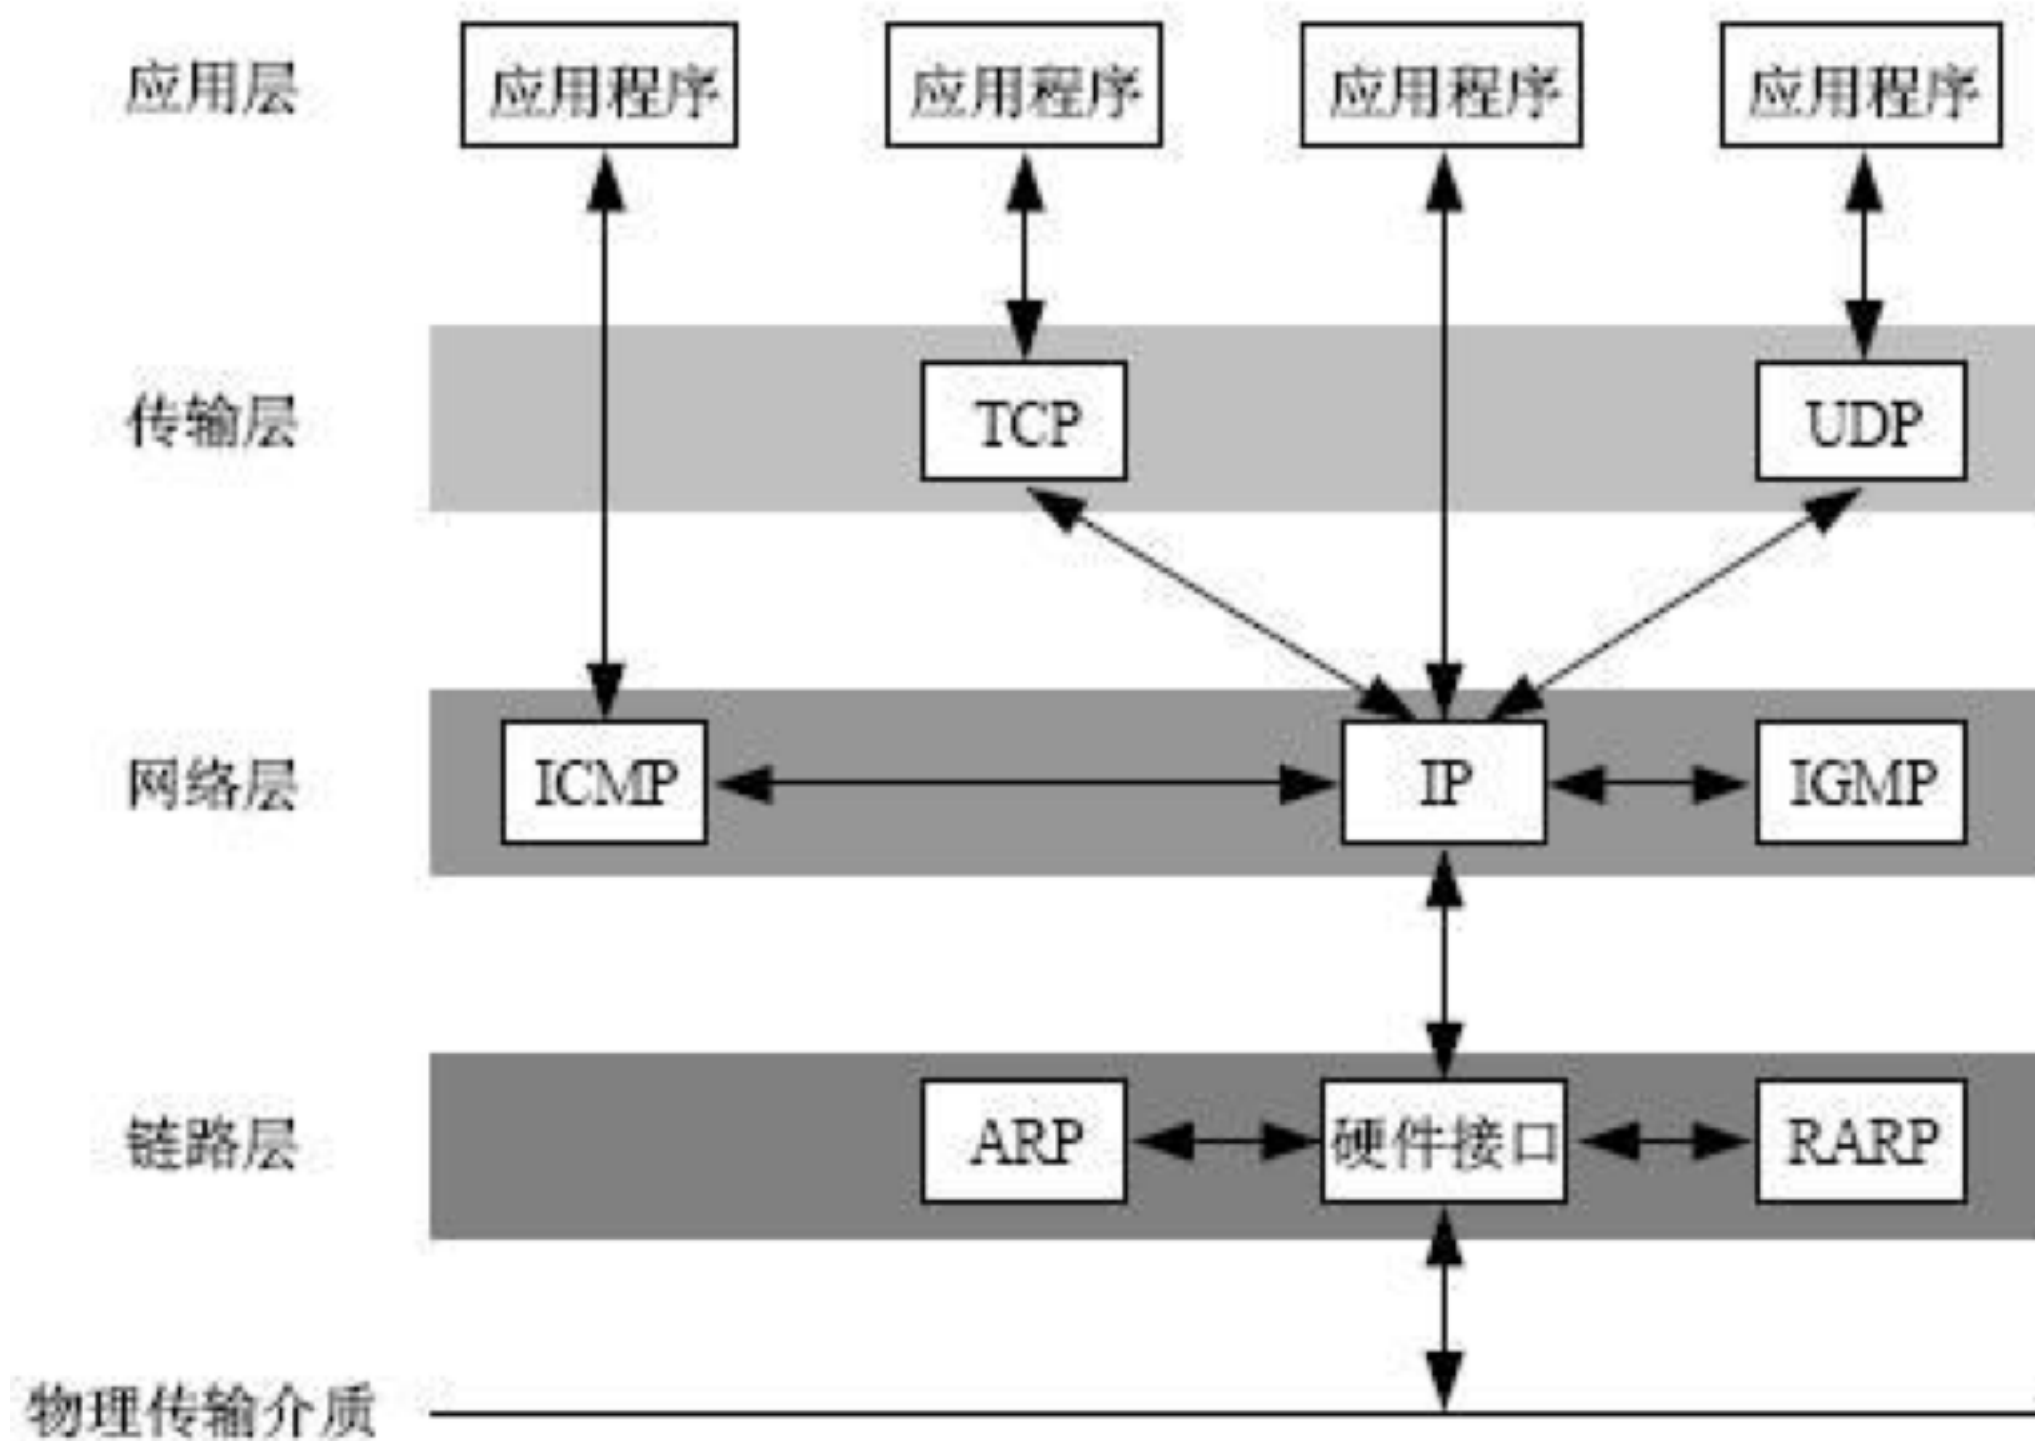 应用层 应用程序 应用程序 应用程序 应用程序
传输层 TCP UDP
网络层 ICMP IP IGMP
链路层 ARP 硬件接口 RARP
物理传输介质